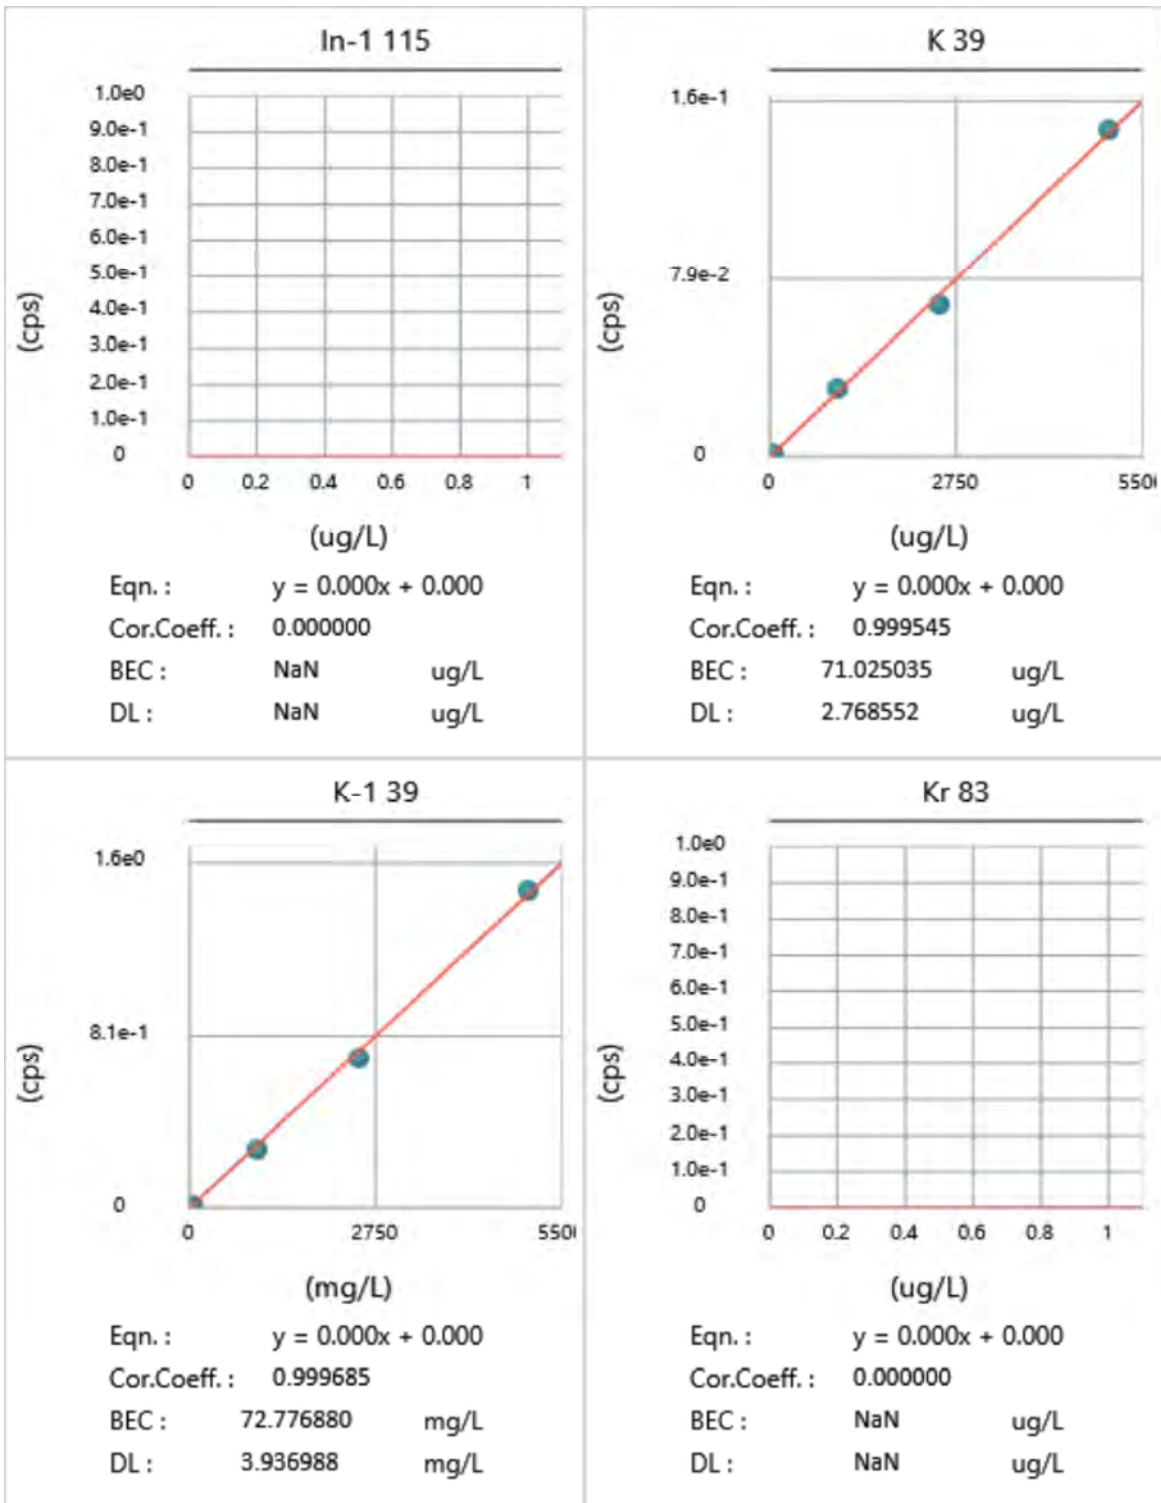 In-1 115
1.0e0
9.0e-1
8.0e-1
7.0e-1
6.0e-1
5.0e-1
4.0e-1
3.0e-1
2.0e-1
1.0e-1
0
(cps)
0 0.2 0.4 0.6 0.8 1
(ug/L)
Eqn. : y = 0.000x + 0.000
Cor.Coeff. : 0.000000
BEC : NaN ug/L
DL : NaN ug/L
K 39
1.6e-1
7.9e-2
0
(cps)
0 2750 550
(ug/L)
Eqn. : y = 0.000x + 0.000
Cor.Coeff. : 0.999545
BEC : 71.025035 ug/L
DL : 2.768552 ug/L
K-1 39
1.6e0
8.1e-1
0
(cps)
0 2750 550
(mg/L)
Eqn. : y = 0.000x + 0.000
Cor.Coeff. : 0.999685
BEC : 72.776880 mg/L
DL : 3.936988 mg/L
Kr 83
1.0e0
9.0e-1
8.0e-1
7.0e-1
6.0e-1
5.0e-1
4.0e-1
3.0e-1
2.0e-1
1.0e-1
0
(cps)
0 0.2 0.4 0.6 0.8 1
(ug/L)
Eqn. : y = 0.000x + 0.000
Cor.Coeff. : 0.000000
BEC : NaN ug/L
DL : NaN ug/L